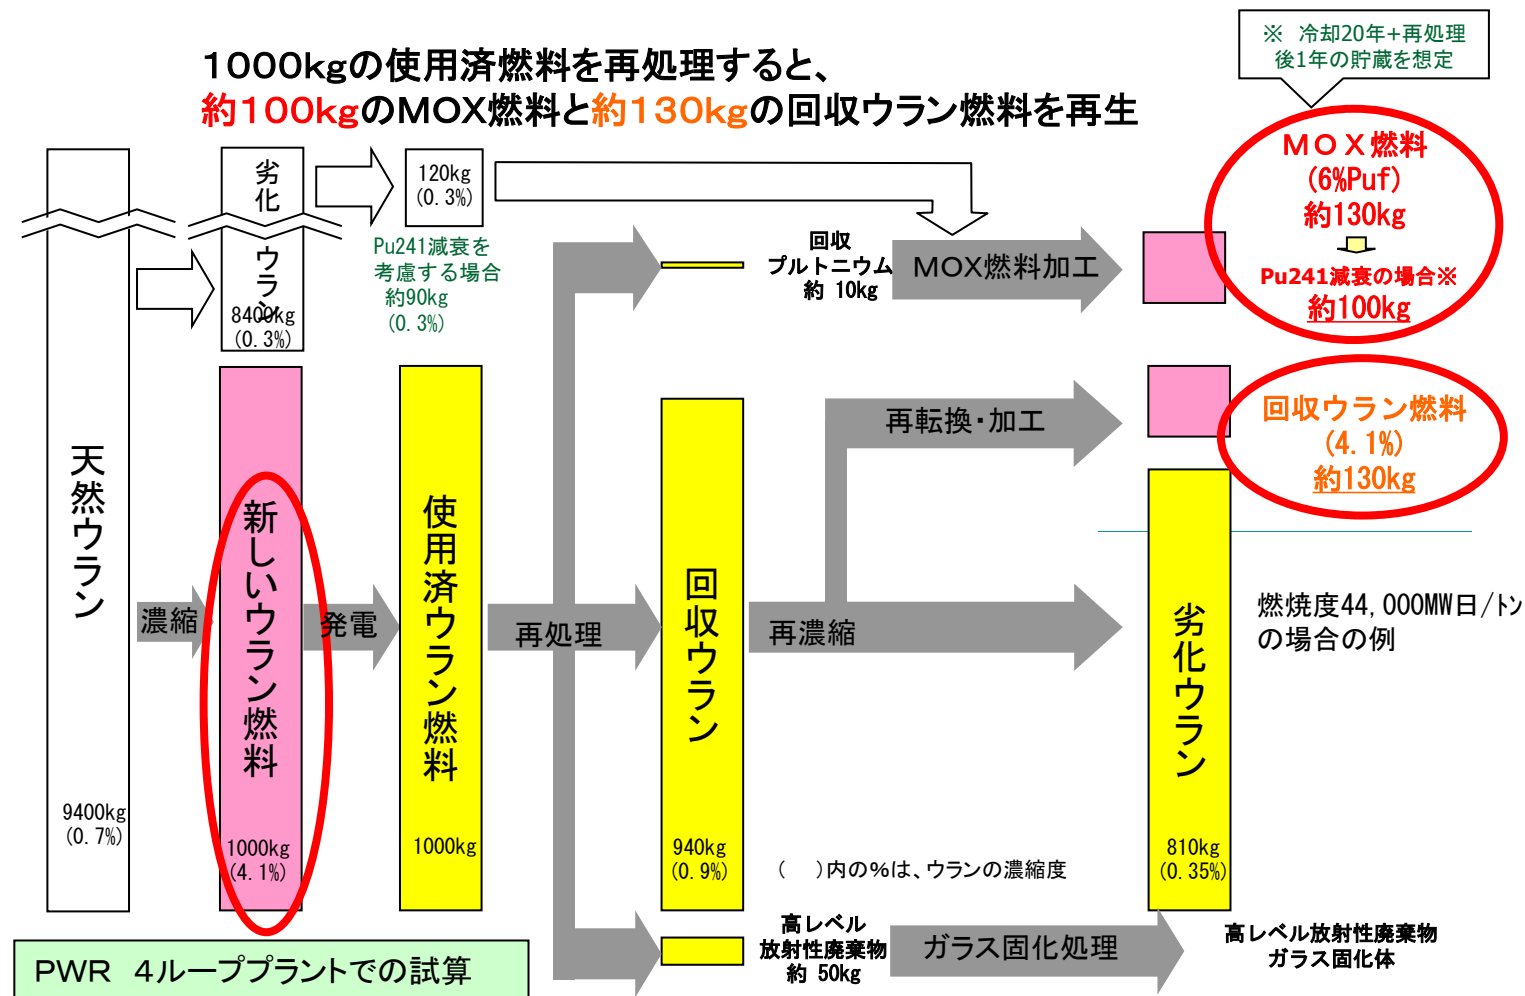 ※ 冷却20年+再処理
後1年の貯蔵を想定
1000kgの使用済燃料を再処理すると、
約100kgのMOX燃料と約130kgの回収ウラン燃料を再生
劣化
ウラン
8400kg
(0.3%)
120kg
(0.3%)
Pu241減衰を
考慮する場合
約90kg
(0.3%)
回収
プルトニウム
約 10kg
MOX燃料加工
MOX燃料
(6%Puf)
約130kg
Pu241減衰の場合※
約100kg
天然ウラン
9400kg
(0.7%)
濃縮
新しいウラン燃料
1000kg
(4.1%)
発電
使用済ウラン燃料
1000kg
再処理
回収ウラン
940kg
(0.9%)
再転換・加工
再濃縮
回収ウラン燃料
(4.1%)
約130kg
劣化ウラン
810kg
(0.35%)
燃焼度44,000MW日/トン
の場合の例
( )内の%は、ウランの濃縮度
高レベル
放射性廃棄物
約 50kg
ガラス固化処理
高レベル放射性廃棄物
ガラス固化体
PWR 4ループプラントでの試算